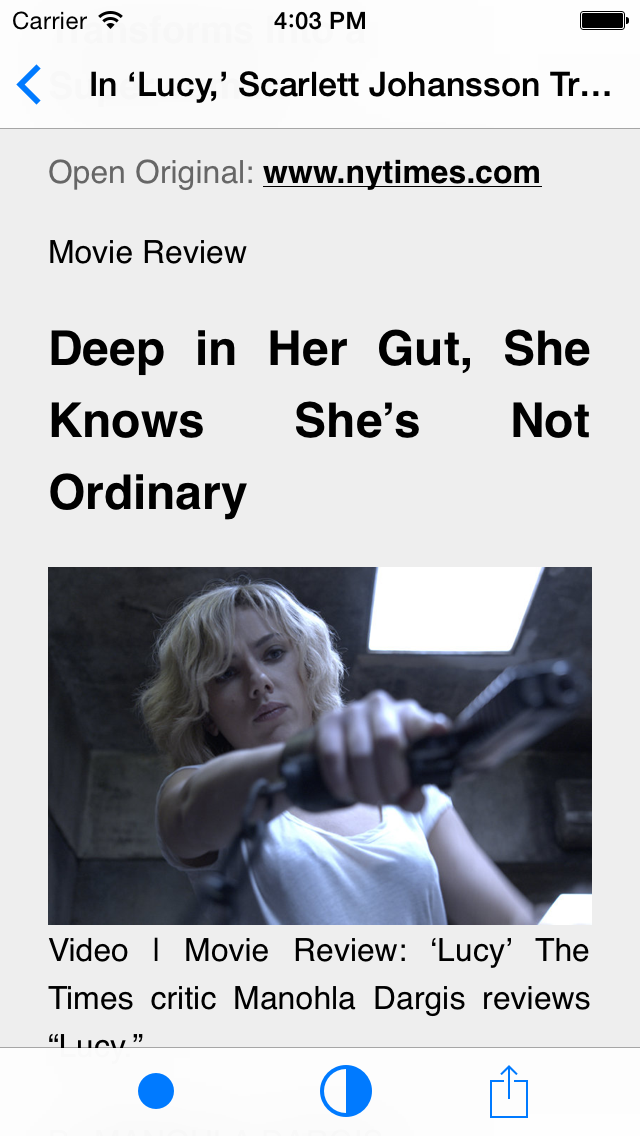 Carrier 4:03 PM
In ‘Lucy,’ Scarlett Johansson Tr…
Open Original: www.nytimes.com
Movie Review
Deep in Her Gut, She
Knows She’s Not
Ordinary
Video | Movie Review: ‘Lucy’ The
Times critic Manohla Dargis reviews
“Lucy.”